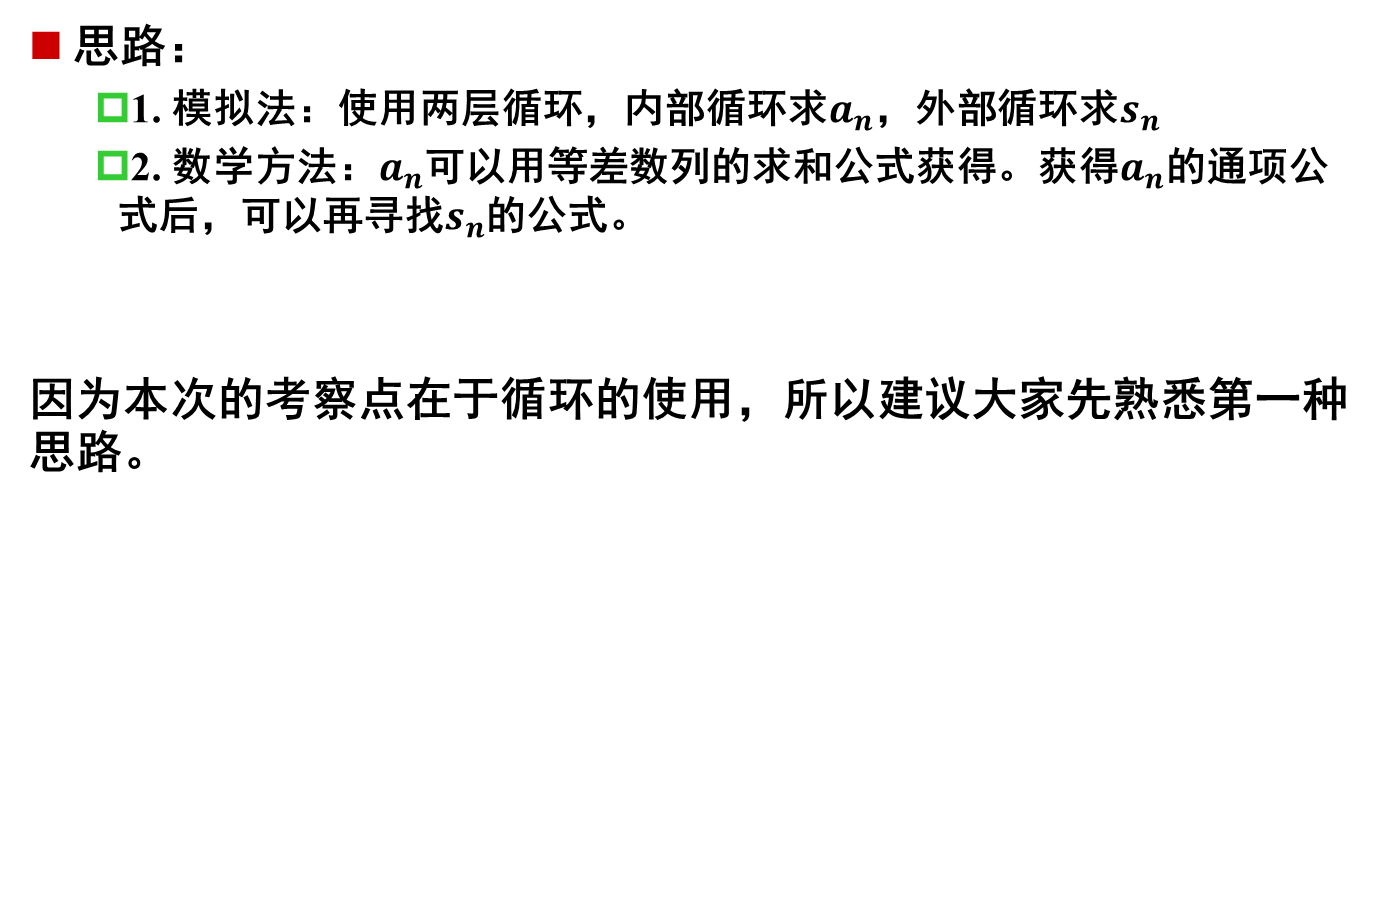 思路：
1. 模拟法：使用两层循环，内部循环求aₙ，外部循环求sₙ
2. 数学方法：aₙ可以用等差数列的求和公式获得。获得aₙ的通项公
式后，可以再寻找sₙ的公式。
因为本次的考察点在于循环的使用，所以建议大家先熟悉第一种
思路。